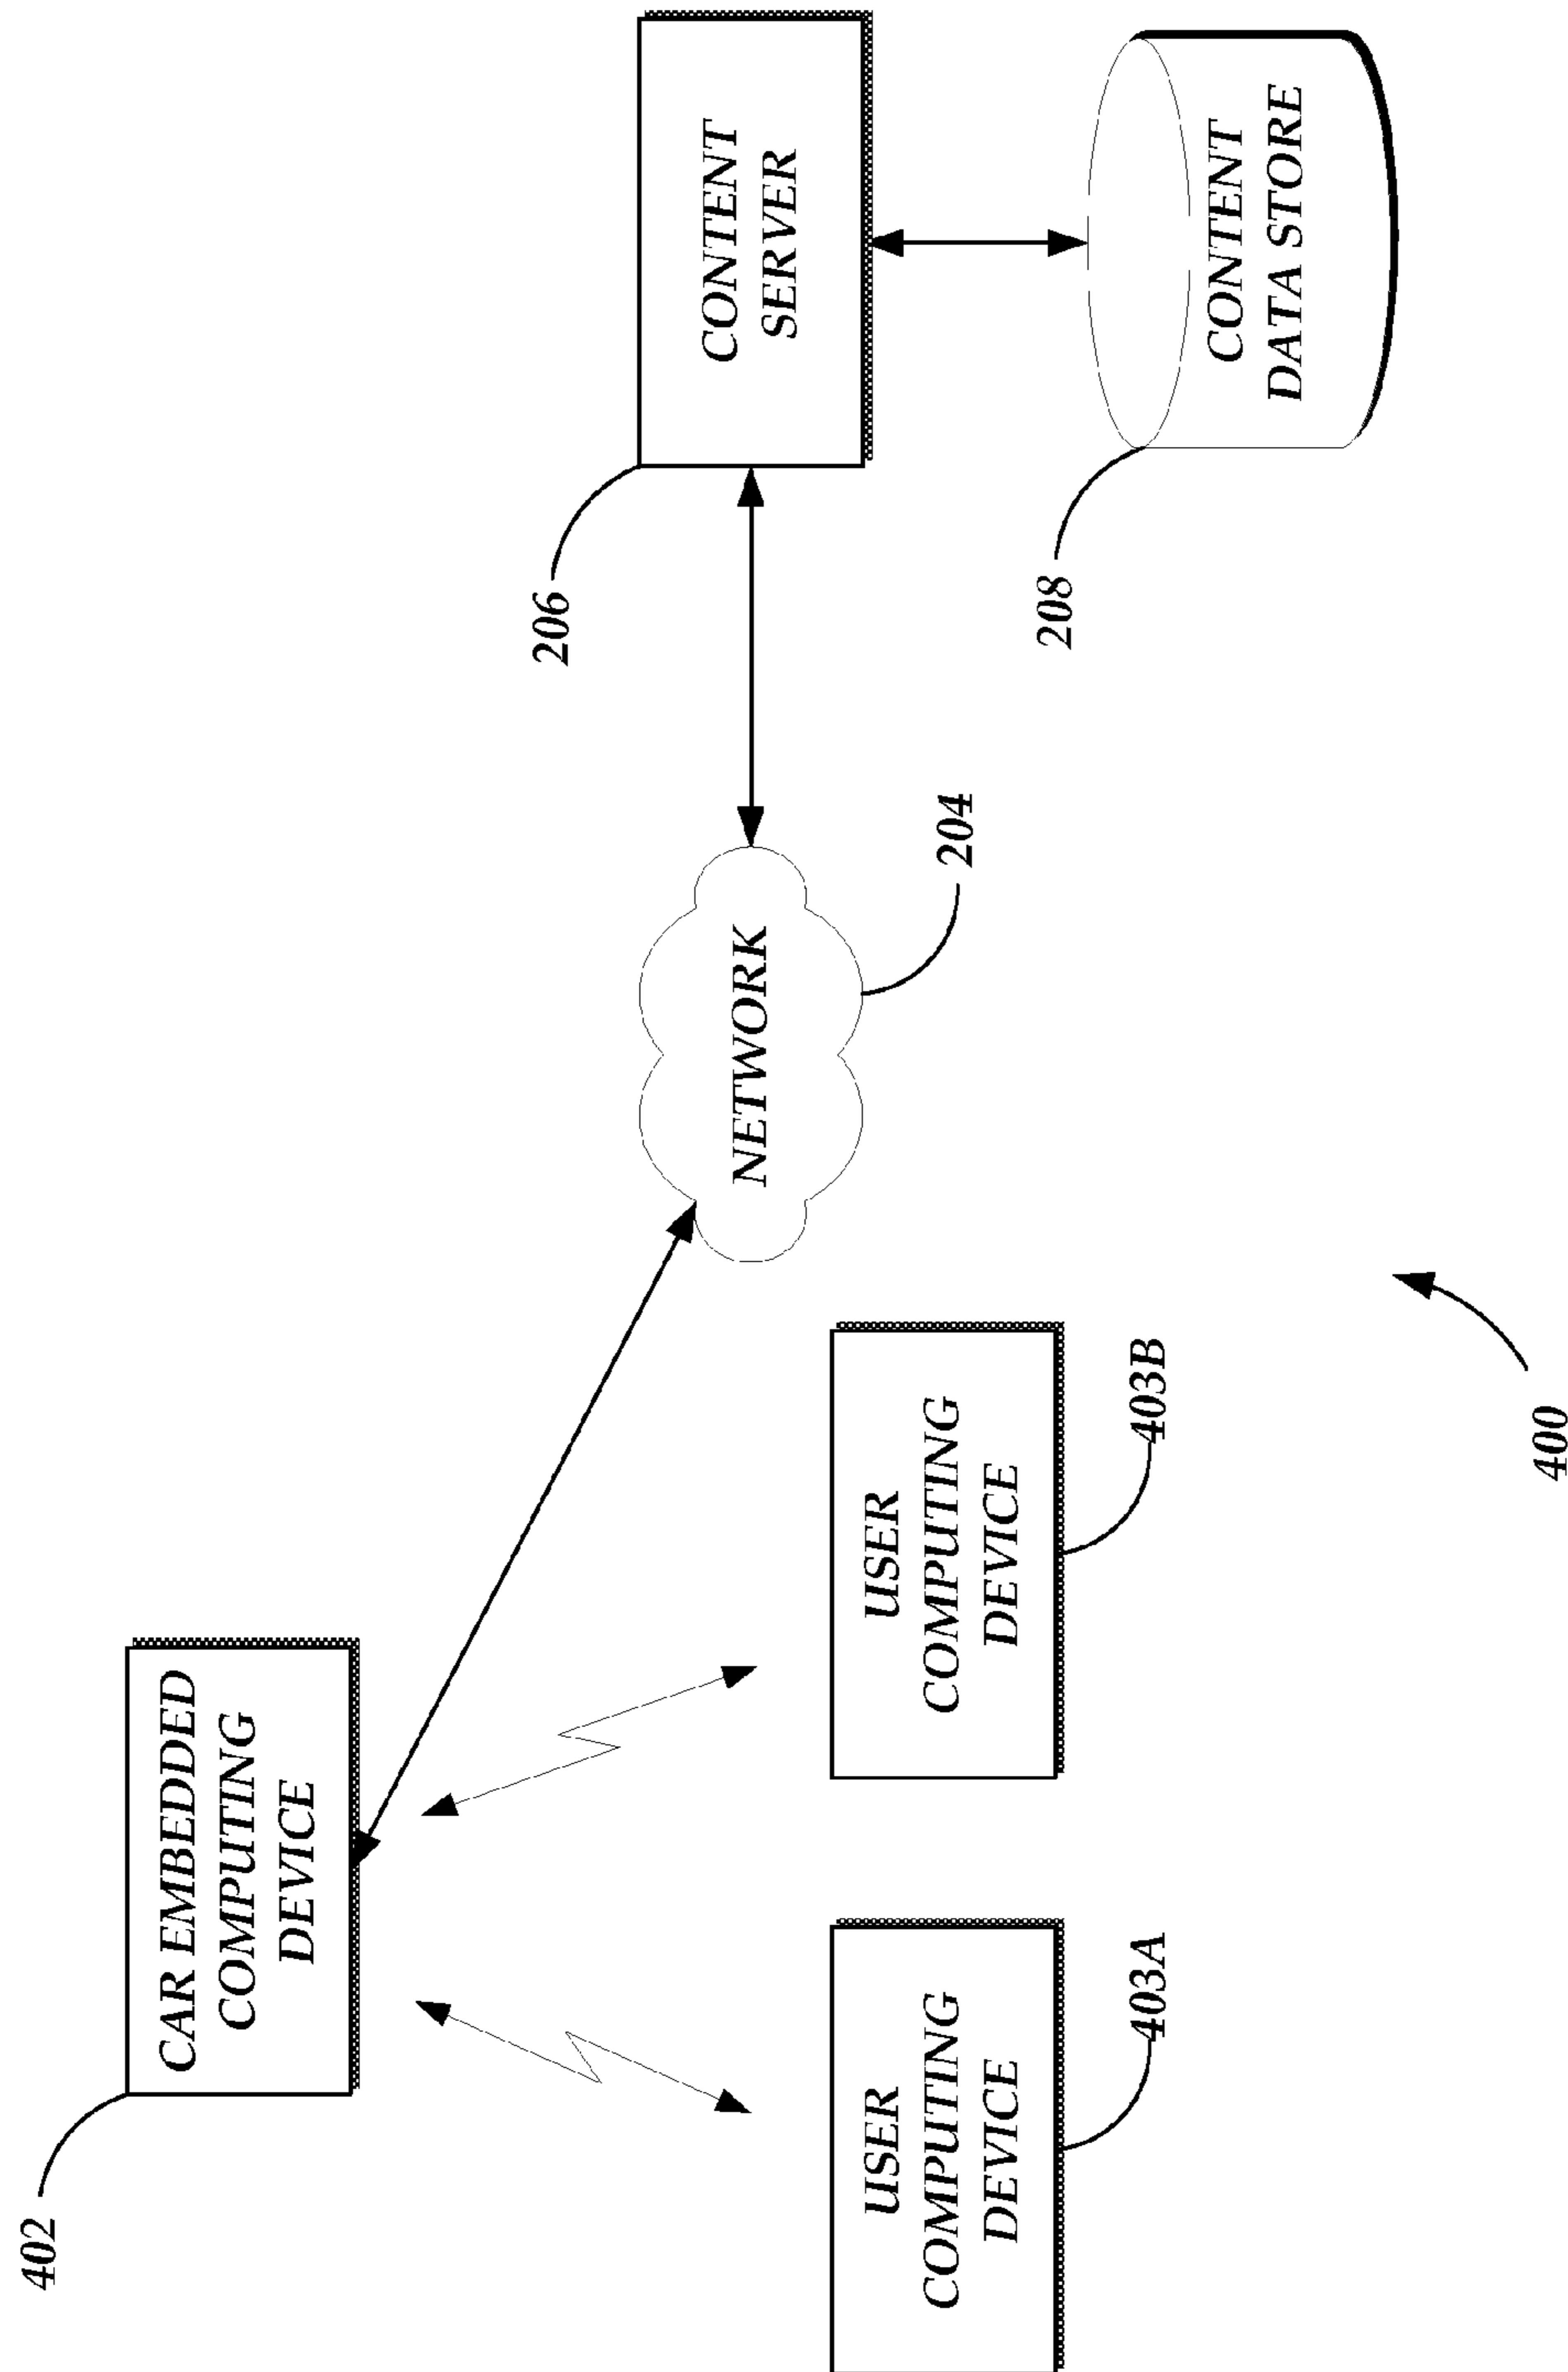 402
CAR EMBEDDED
COMPUTING
DEVICE
206
CONTENT
SERVER
NETWORK
204
USER
COMPUTING
DEVICE
403A
USER
COMPUTING
DEVICE
403B
208
CONTENT
DATA STORE
400